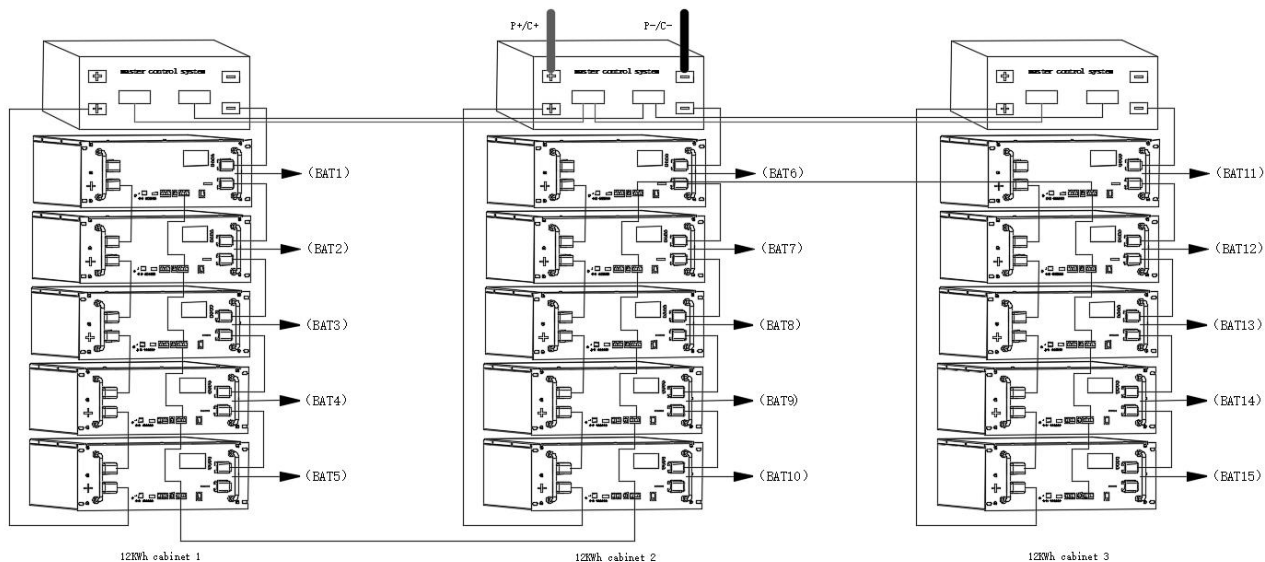 P+/C+
P-/C-
master control system
master control system
master control system
(BAT1)
(BAT6)
(BAT11)
(BAT2)
(BAT7)
(BAT12)
(BAT3)
(BAT8)
(BAT13)
(BAT4)
(BAT9)
(BAT14)
(BAT5)
(BAT10)
(BAT15)
12KWh cabinet 1
12KWh cabinet 2
12KWh cabinet 3